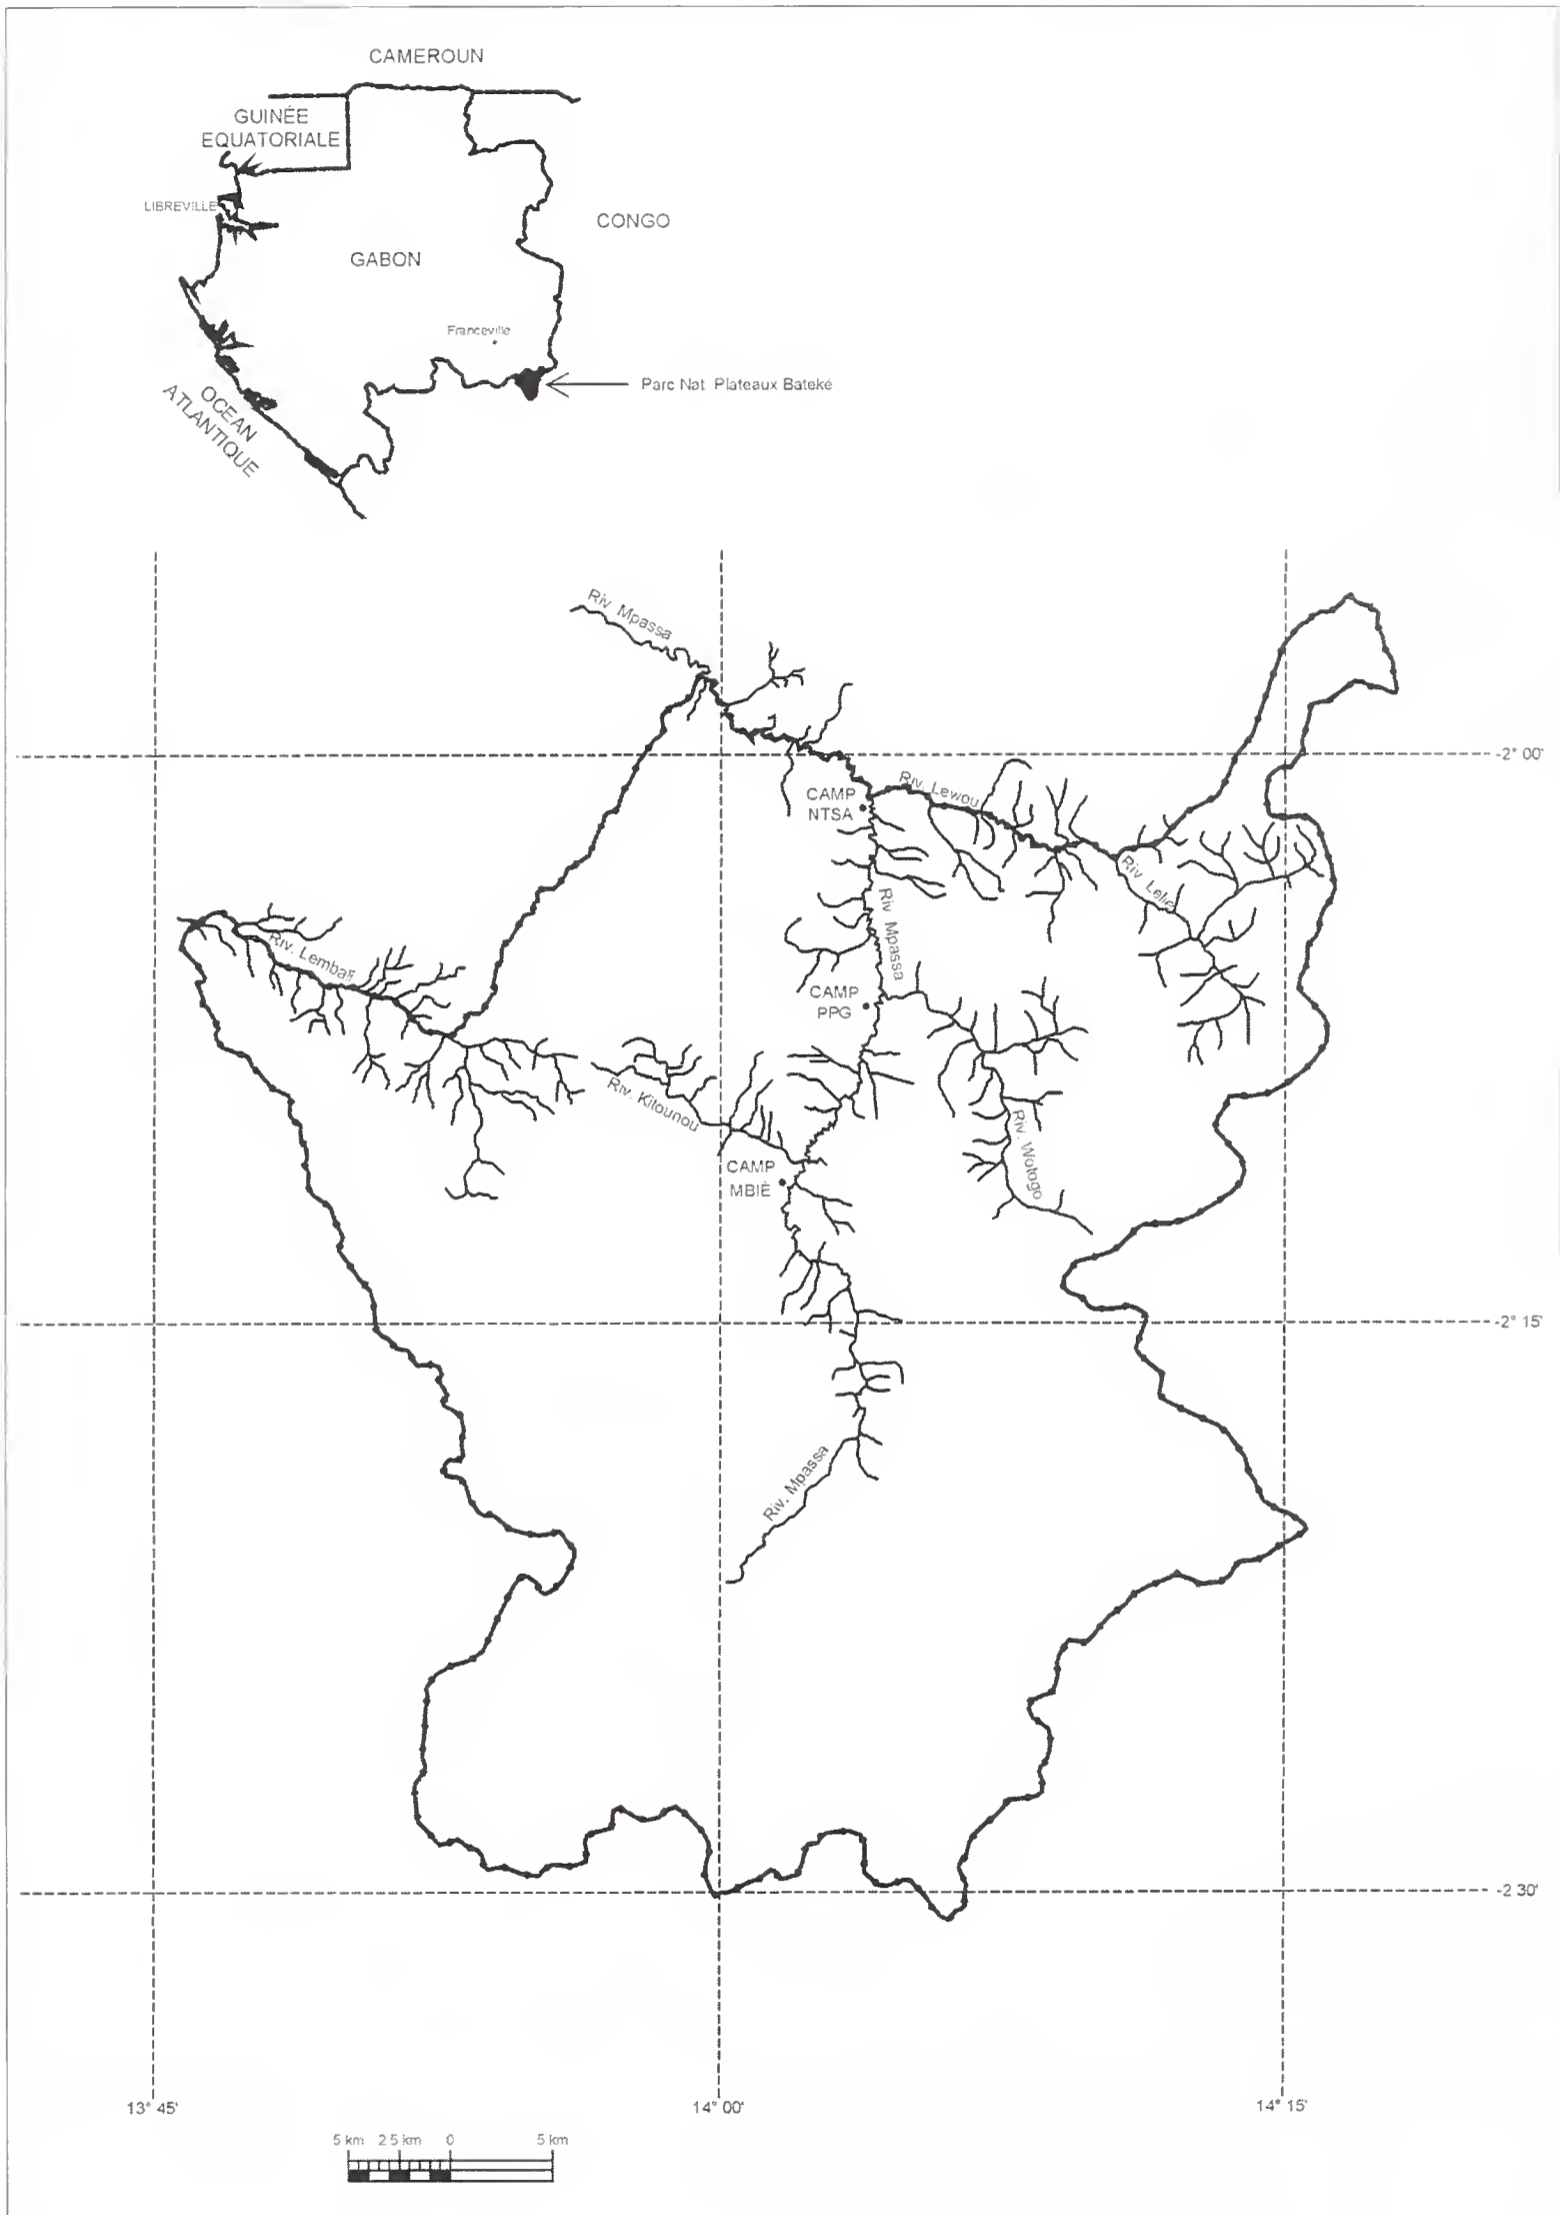 CAMEROUN
GUINÉE
EQUATORIALE
LIBREVILLE
CONGO
GABON
Franceville
Parc Nat Plateaux Batéké
OCEAN
ATLANTIQUE
Riv Mpassa
-2° 00'
Riv. Lewou
CAMP
NTSA
Riv Lelie
Riv Mpassa
Riv. Lembali
CAMP
PPG
Riv. Kitounou
Riv. Wotogo
CAMP
MBIÉ
-2° 15'
Riv. Mpassa
-2 30'
13° 45'
14° 00'
14° 15'
5 km 2 5 km 0 5 km